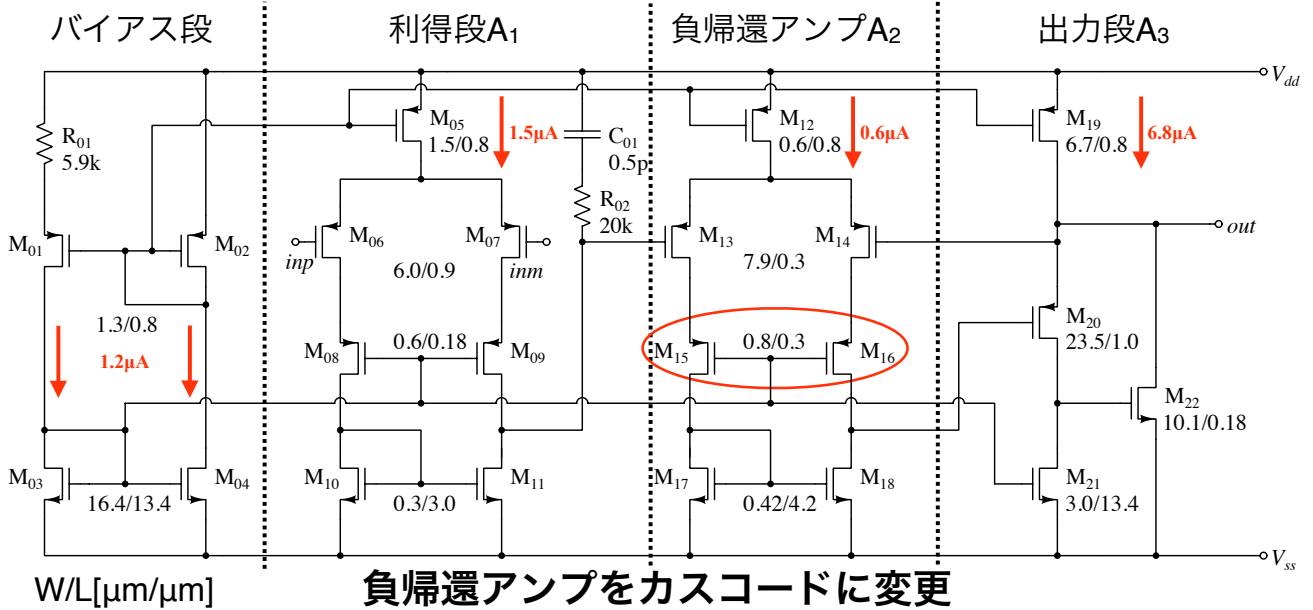 バイアス段
利得段A1
負帰還アンプA2
出力段A3
Vdd
R01
5.9k
M05
1.5/0.8
1.5μA
C01
0.5p
R02
20k
M12
0.6/0.8
0.6μA
M19
6.7/0.8
6.8μA
M01
M02
M06
M07
inp
6.0/0.9
inm
M13
M14
7.9/0.3
out
1.3/0.8
1.2μA
M08
0.6/0.18
M09
M15
0.8/0.3
M16
M20
23.5/1.0
M22
10.1/0.18
M03
M04
16.4/13.4
M10
M11
0.3/3.0
M17
M18
0.42/4.2
M21
3.0/13.4
Vss
W/L[μm/μm]
負帰還アンプをカスコードに変更